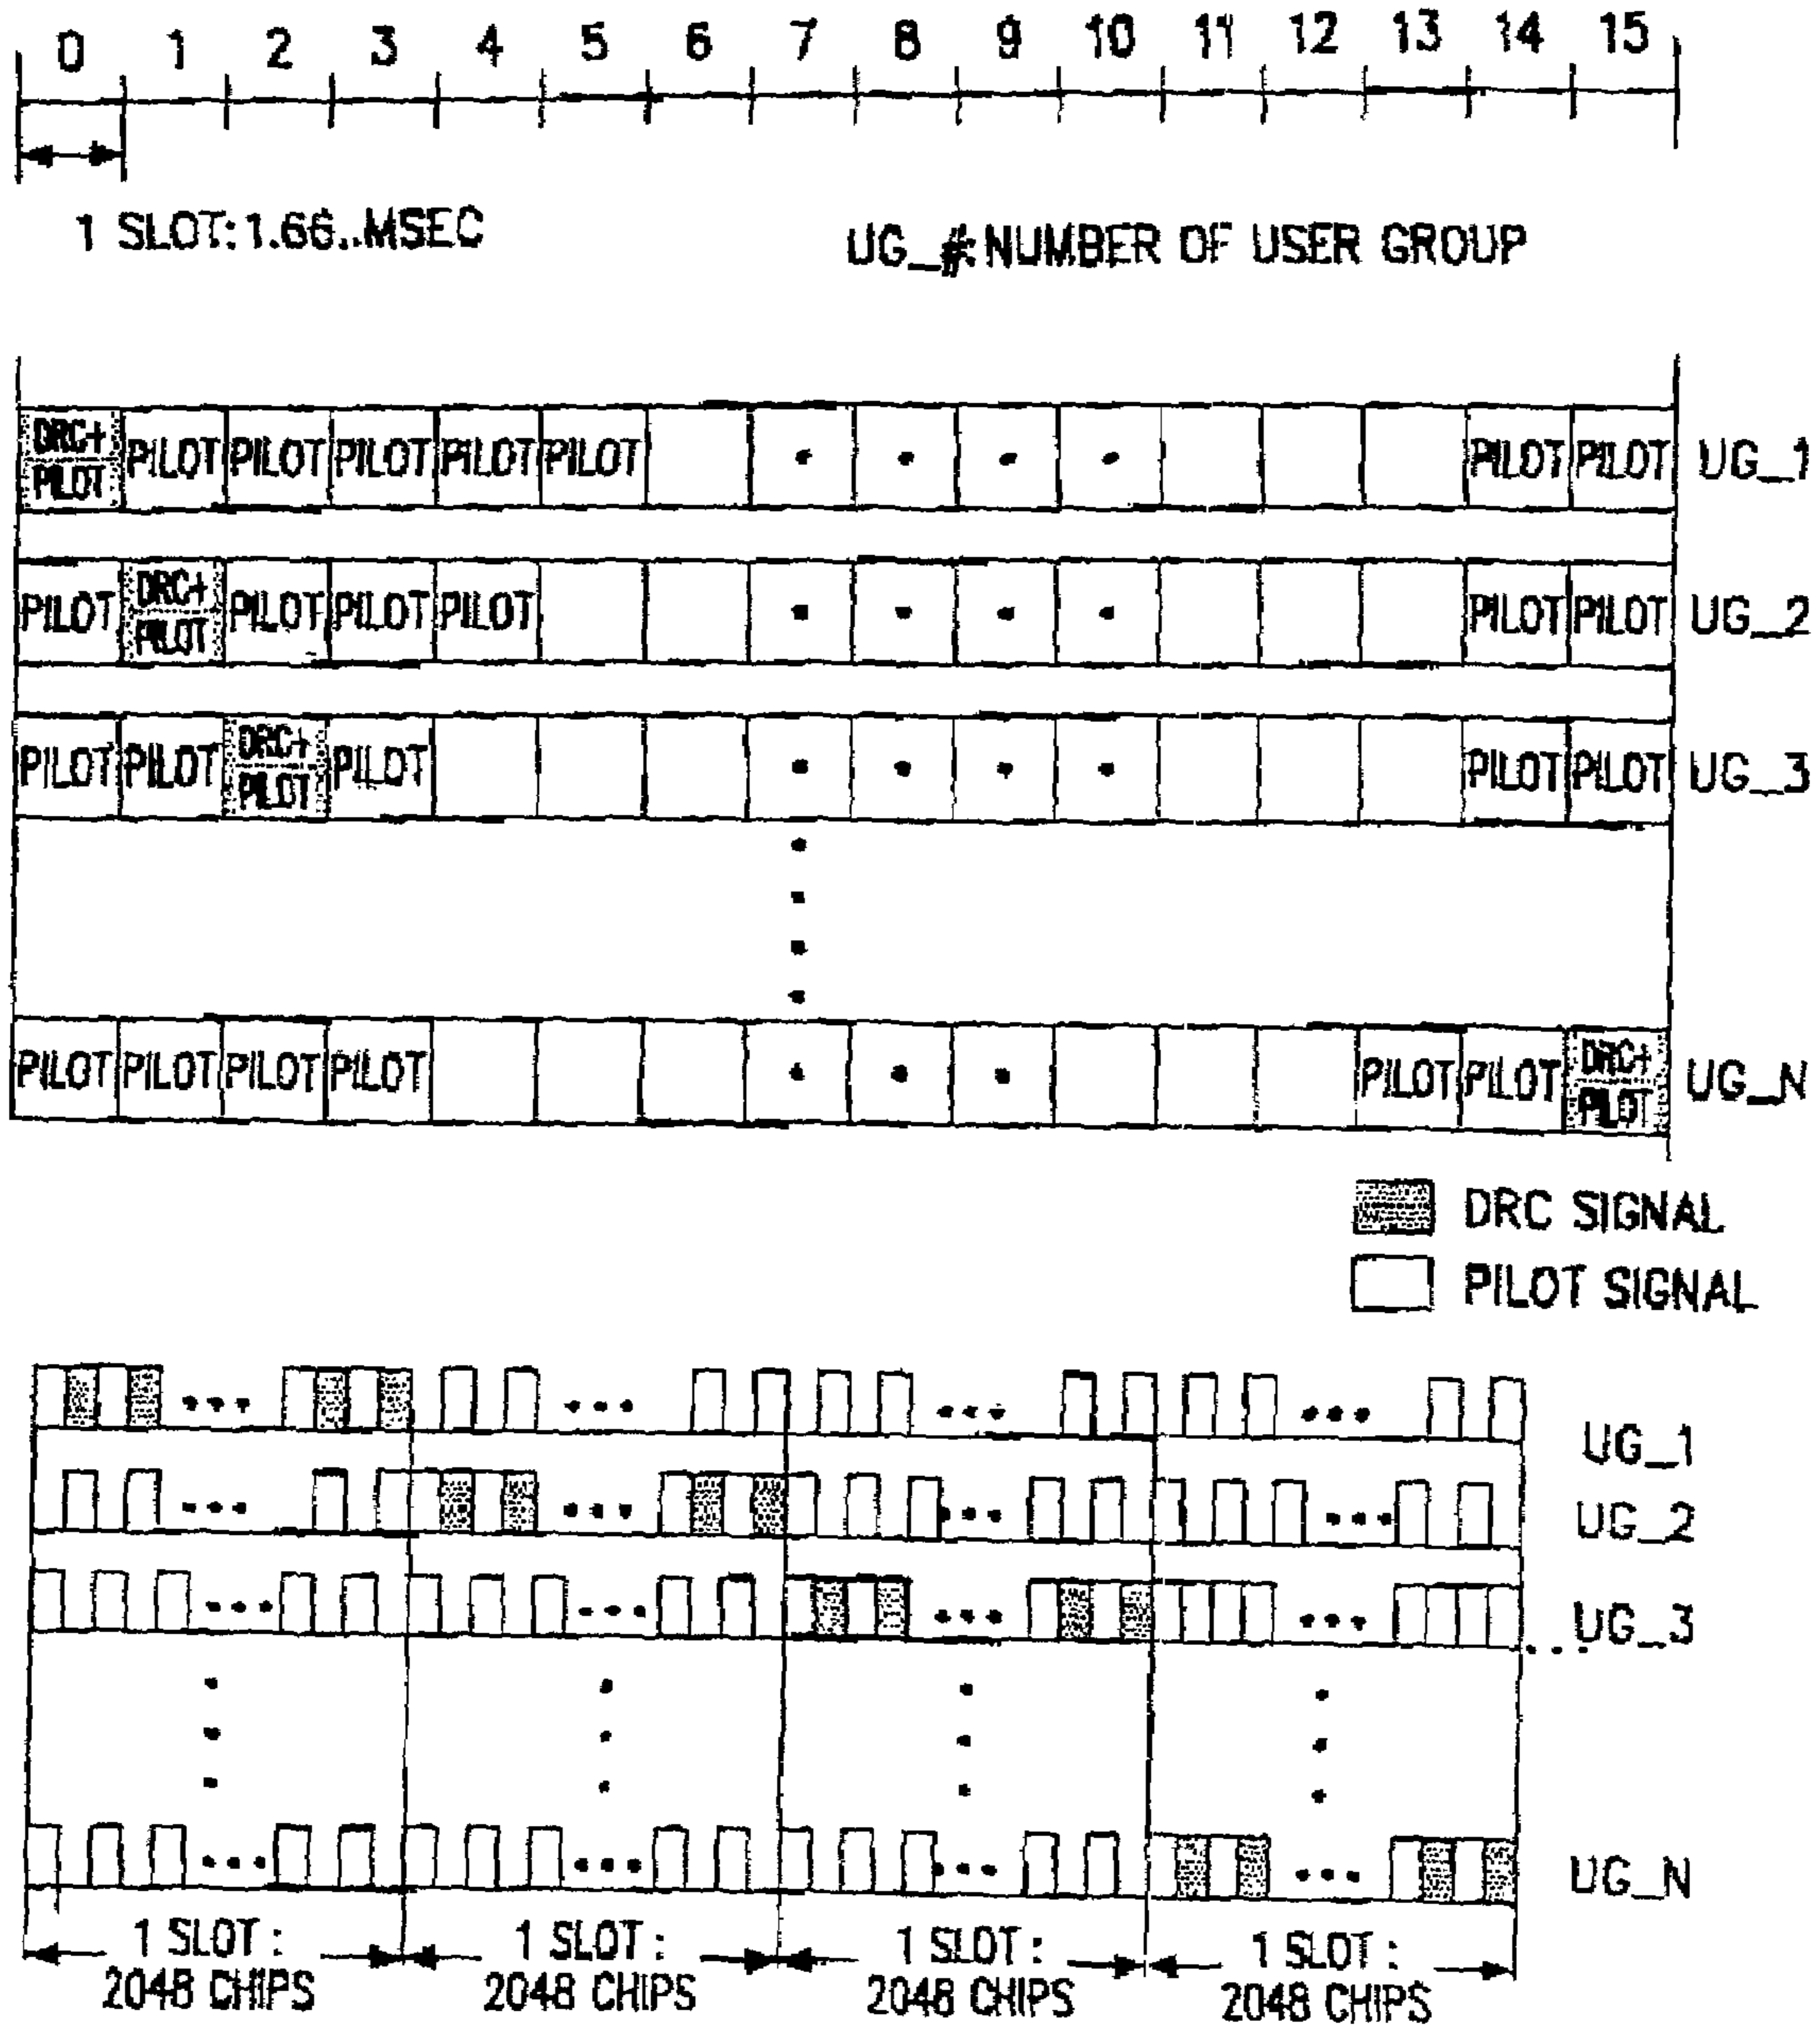 0 1 2 3 4 5 6 7 8 9 10 11 12 13 14 15
1 SLOT: 1.66..MSEC
UG_#: NUMBER OF USER GROUP
DRC+ PILOT PILOT PILOT PILOT PILOT PILOT PILOT PILOT UG_1
PILOT DRC+ PILOT PILOT PILOT PILOT PILOT PILOT UG_2
PILOT PILOT DRC+ PILOT PILOT PILOT PILOT UG_3
PILOT PILOT PILOT PILOT PILOT PILOT DRC+ PILOT UG_N
DRC SIGNAL
PILOT SIGNAL
UG_1
UG_2
UG_3
UG_N
1 SLOT : 1 SLOT : 1 SLOT : 1 SLOT :
2048 CHIPS 2048 CHIPS 2048 CHIPS 2048 CHIPS